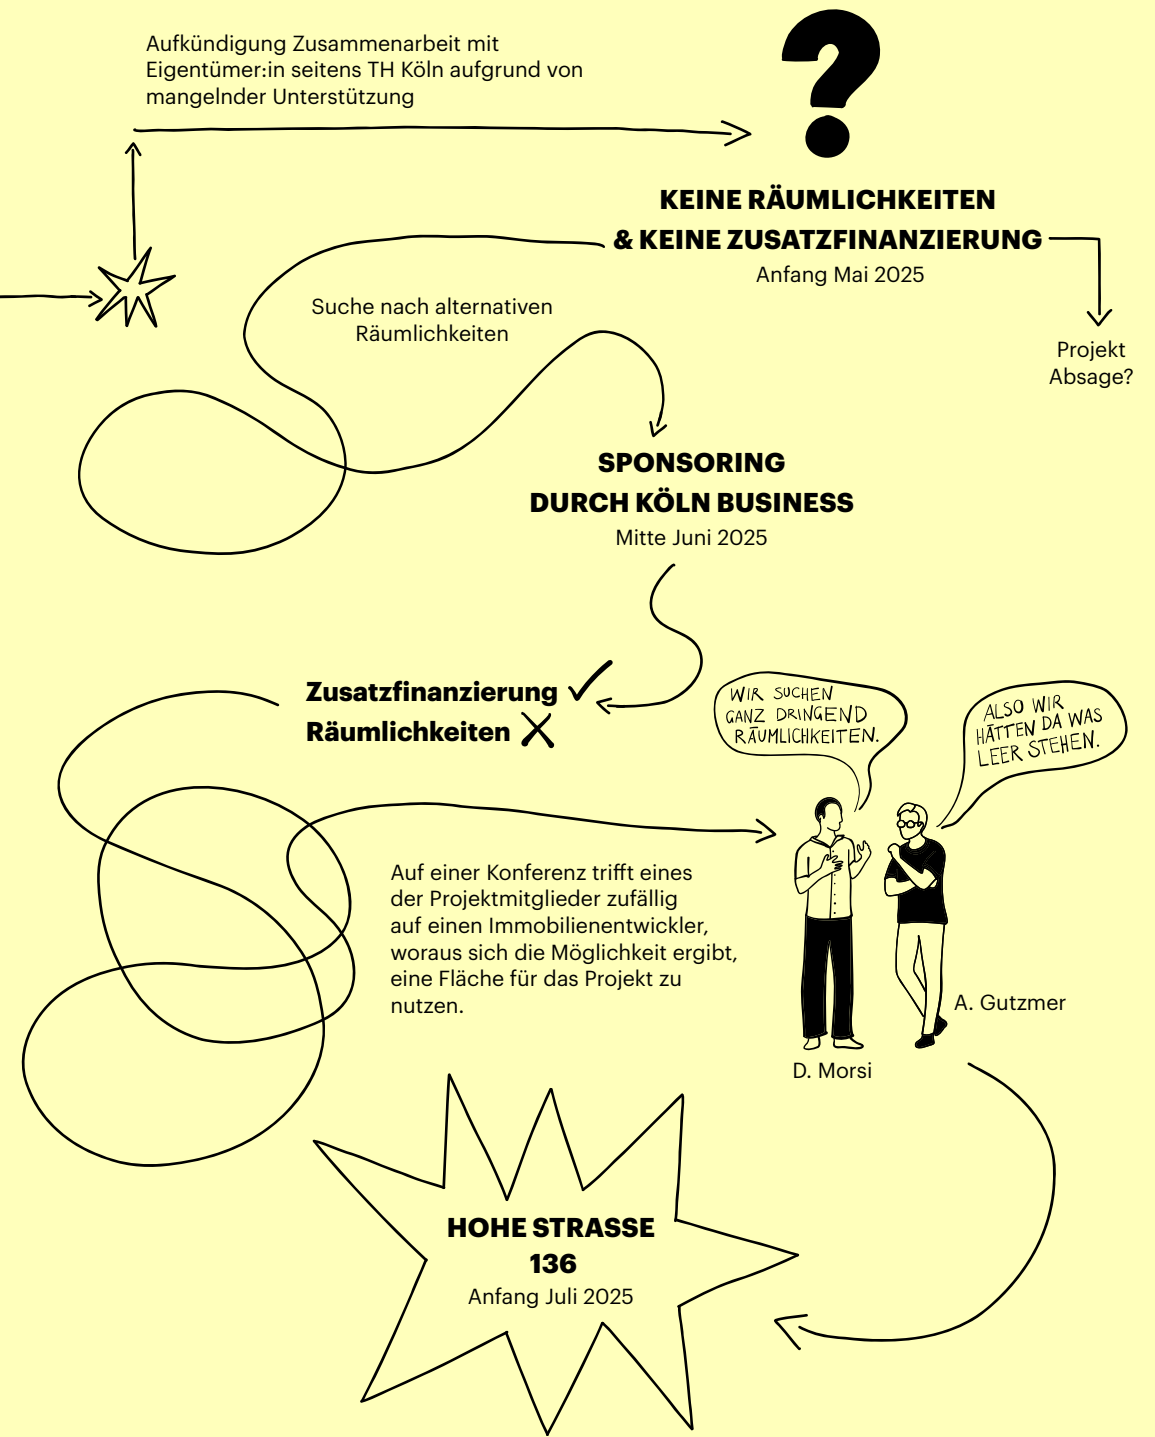 Aufkündigung Zusammenarbeit mit
Eigentümer:in seitens TH Köln aufgrund von
mangelnder Unterstützung
?
KEINE RÄUMLICHKEITEN
& KEINE ZUSATZFINANZIERUNG
Anfang Mai 2025
Projekt
Absage?
Suche nach alternativen
Räumlichkeiten
SPONSORING
DURCH KÖLN BUSINESS
Mitte Juni 2025
Zusatzfinanzierung
Räumlichkeiten
WIR SUCHEN
GANZ DRINGEND
RÄUMLICHKEITEN.
ALSO WIR
HÄTTEN DA WAS
LEER STEHEN.
Auf einer Konferenz trifft eines
der Projektmitglieder zufällig
auf einen Immobilienentwickler,
woraus sich die Möglichkeit ergibt,
eine Fläche für das Projekt zu
nutzen.
A. Gutzmer
D. Morsi
HOHE STRASSE
136
Anfang Juli 2025